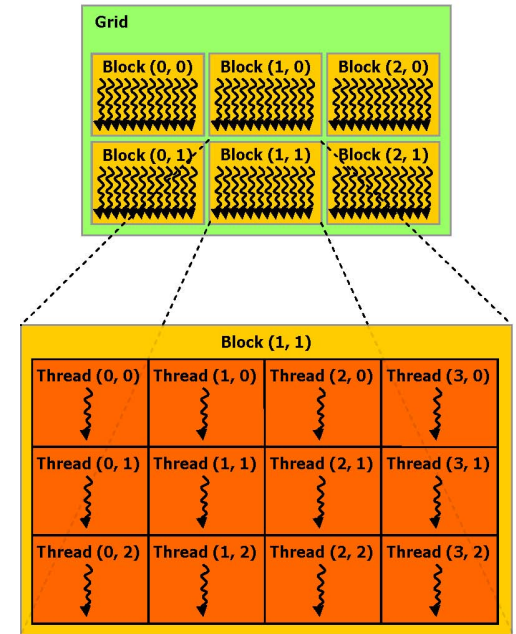 Grid
Block (0, 0) Block (1, 0) Block (2, 0)
Block (0, 1) Block (1, 1) Block (2, 1)
Block (1, 1)
Thread (0, 0) Thread (1, 0) Thread (2, 0) Thread (3, 0)
Thread (0, 1) Thread (1, 1) Thread (2, 1) Thread (3, 1)
Thread (0, 2) Thread (1, 2) Thread (2, 2) Thread (3, 2)